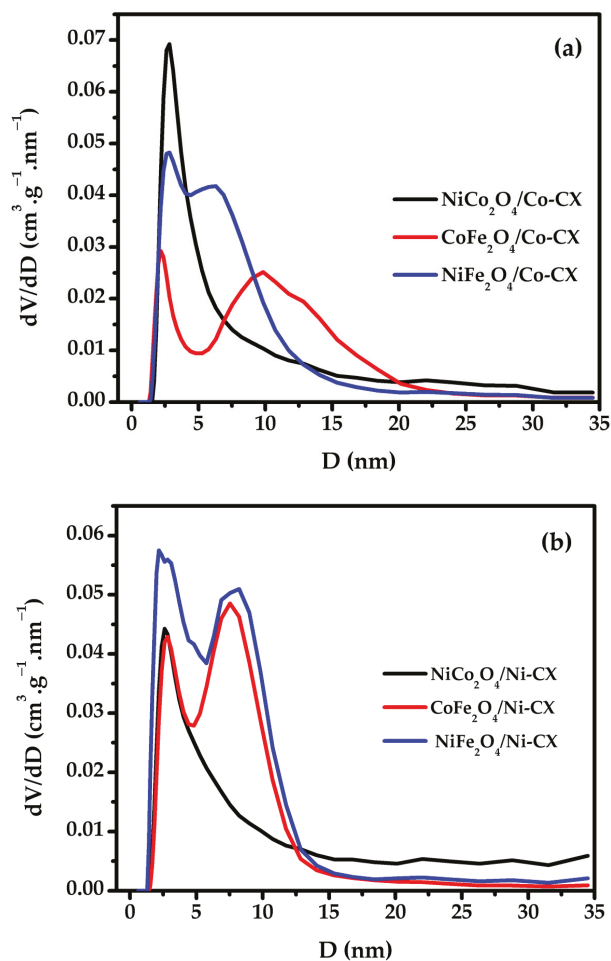 (a)
0.07
0.06
0.05
0.04
0.03
0.02
0.01
0.00
dV/dD (cm³.g⁻¹.nm⁻¹)
NiCo₂O₄/Co-CX
CoFe₂O₄/Co-CX
NiFe₂O₄/Co-CX
0 5 10 15 20 25 30 35
D (nm)
(b)
0.06
0.05
0.04
0.03
0.02
0.01
0.00
dV/dD (cm³.g⁻¹.nm⁻¹)
NiCo₂O₄/Ni-CX
CoFe₂O₄/Ni-CX
NiFe₂O₄/Ni-CX
0 5 10 15 20 25 30 35
D (nm)